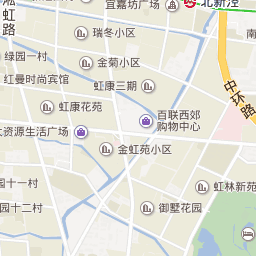 淞虹路
宜嘉坊广场
北新泾
瑞冬小区
绿园一村
金菊小区
中环路
红曼时尚宾馆
虹康三期
虹康花苑
百联西郊
购物中心
资源生活广场
金虹苑小区
园十一村
虹林新苑
园十二村
御墅花园